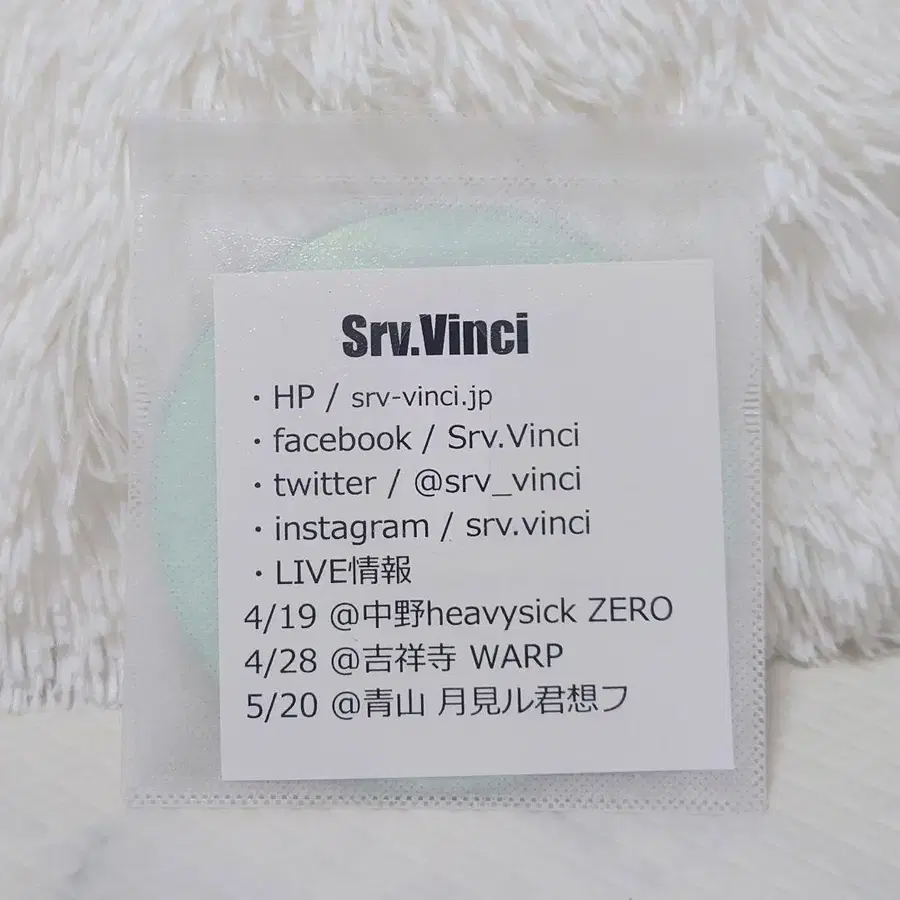 Srv.Vinci
・HP / srv-vinci.jp
・facebook / Srv.Vinci
・twitter / @srv_vinci
・instagram / srv.vinci
・LIVE情報
4/19 @中野heavysick ZERO
4/28 @吉祥寺 WARP
5/20 @青山 月見ル君想フ